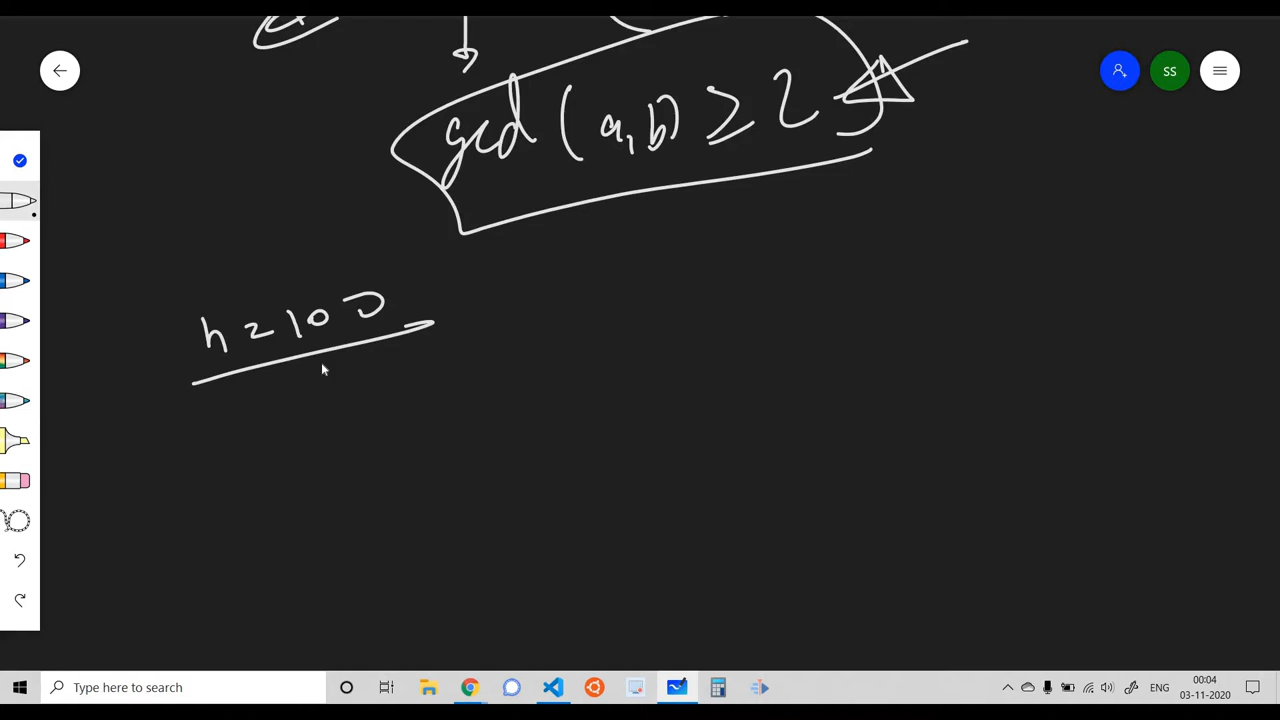 SS
gcd (a,b) ≥ 2
n = 100
Type here to search
ENG
00:04
03-11-2020